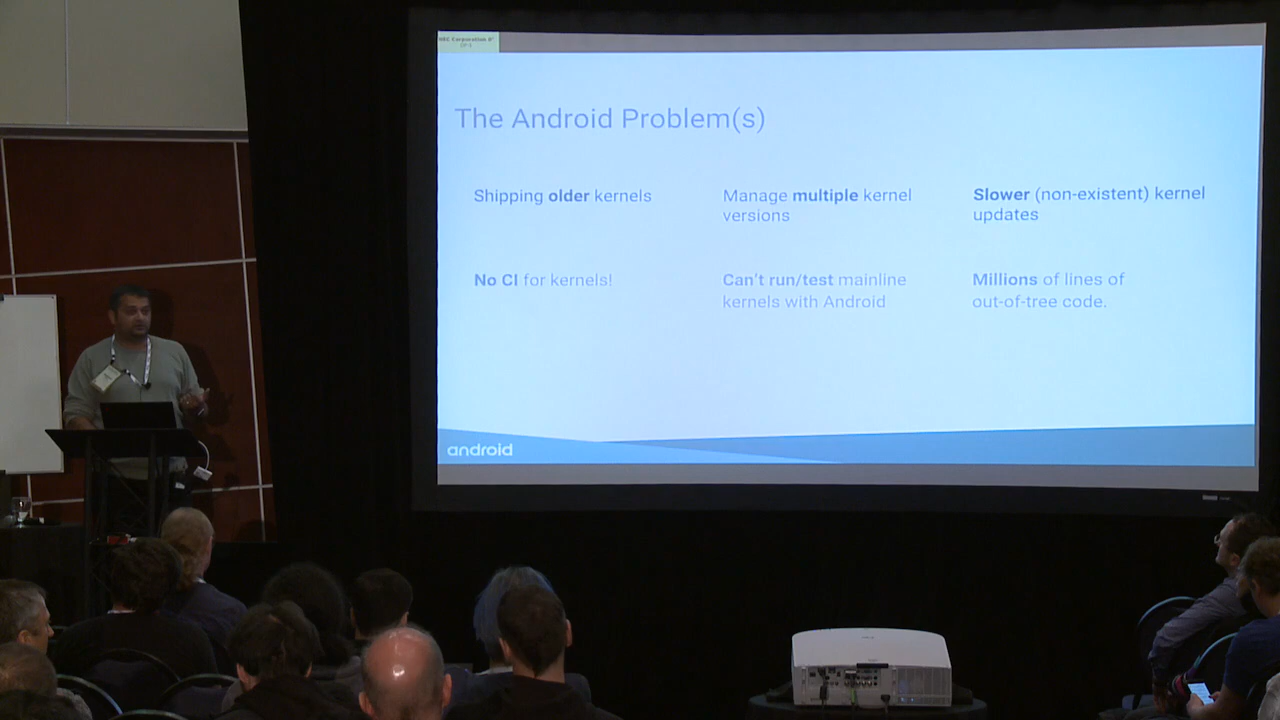 The Android Problem(s)
Shipping older kernels
Manage multiple kernel
versions
Slower (non-existent) kernel
updates
No CI for kernels!
Can't run/test mainline
kernels with Android
Millions of lines of
out-of-tree code.
android